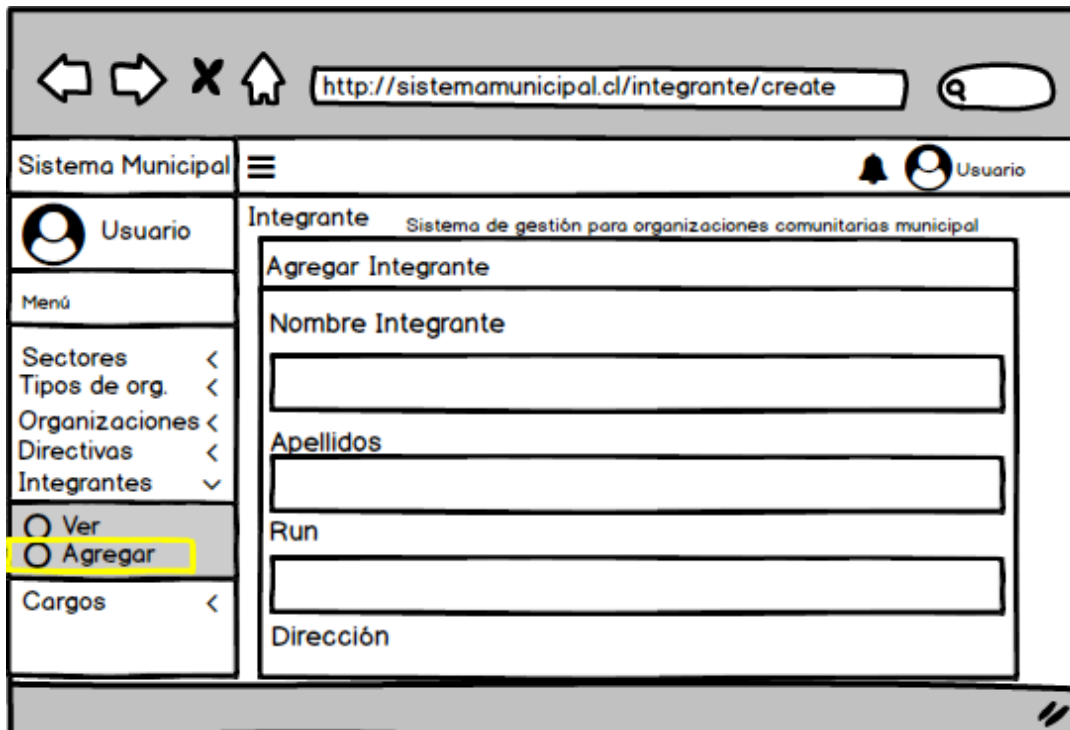 http://sistemamunicipal.cl/integrante/create
Sistema Municipal
Usuario
Usuario
Menú
Sectores
Tipos de org.
Organizaciones
Directivas
Integrantes
Ver
Agregar
Cargos
Integrante
Sistema de gestión para organizaciones comunitarias municipal
Agregar Integrante
Nombre Integrante
Apellidos
Run
Dirección